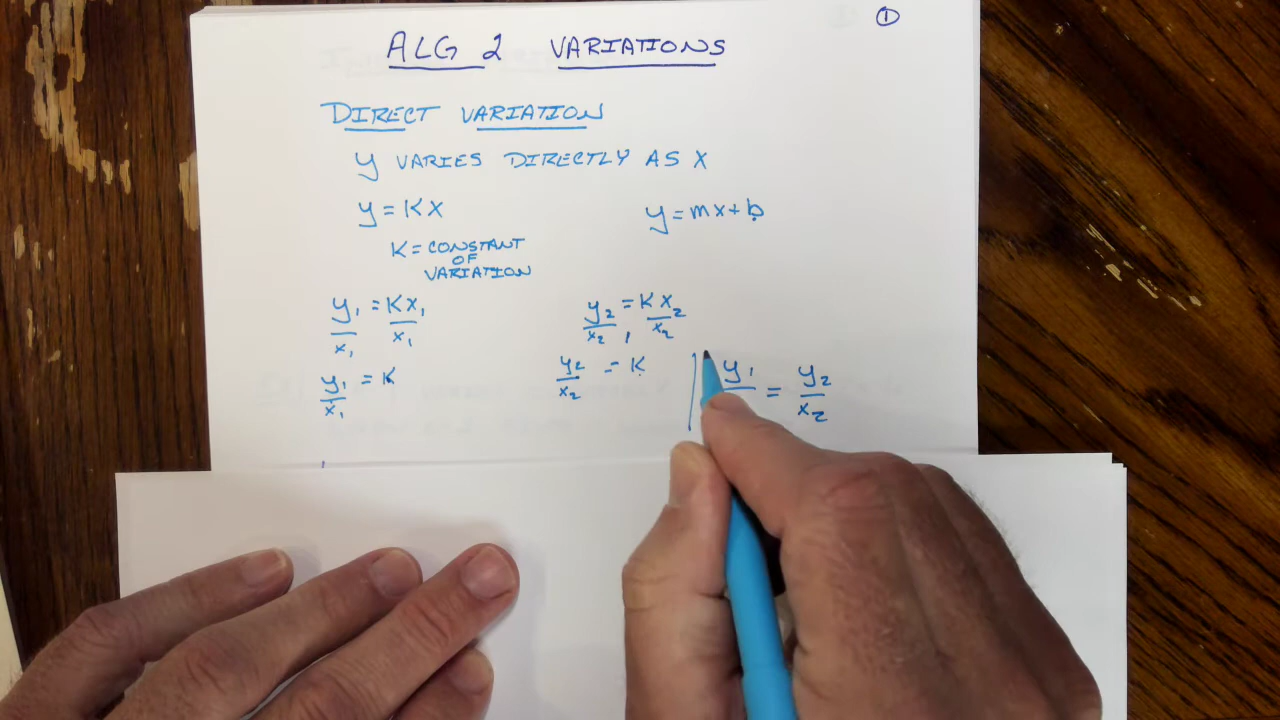 ①
ALG 2 VARIATIONS
DIRECT VARIATION
y VARIES DIRECTLY AS X
y = KX
y = mx + b
K = CONSTANT
OF
VARIATION
y₁ = KX₁
x₁ x₁
y₂ = KX₂
x₂ x₂
y₁ = K
x₁
y₂ = K
x₂
y₁ = y₂
x₂